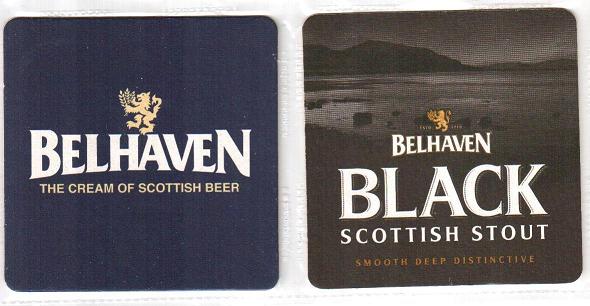 BELHAVEN
THE CREAM OF SCOTTISH BEER
BELHAVEN
BLACK
SCOTTISH STOUT
SMOOTH DEEP DISTINCTIVE